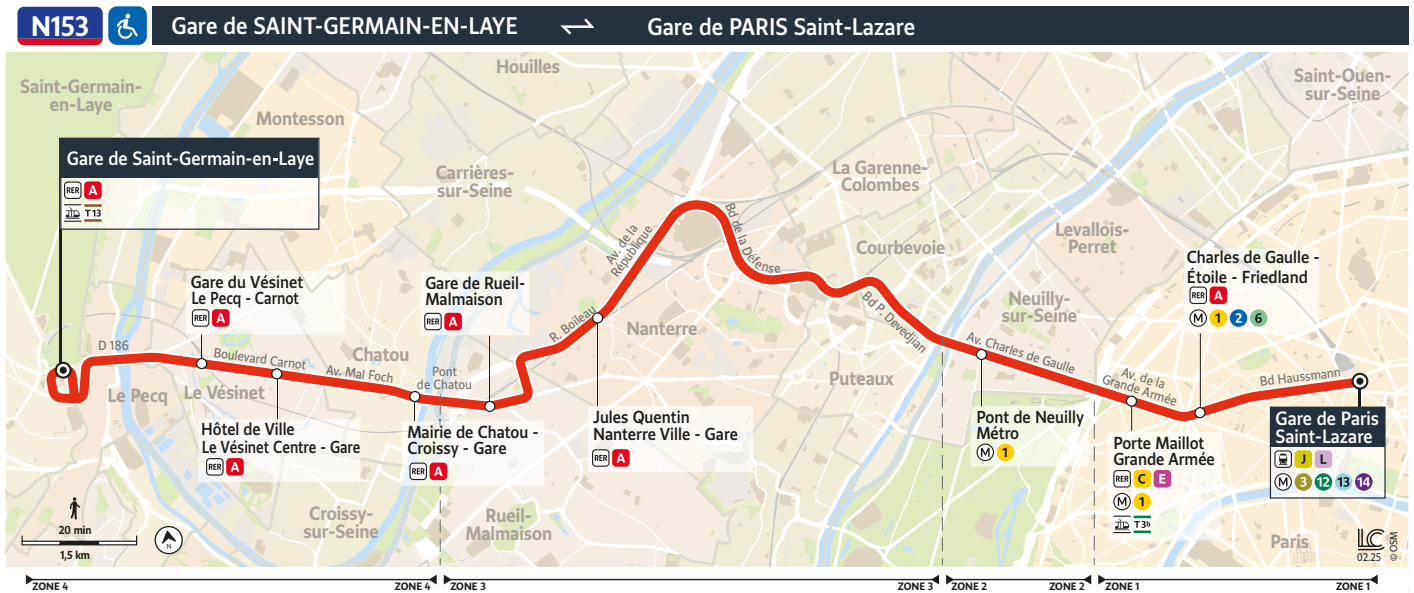 N153
Gare de SAINT-GERMAIN-EN-LAYE
Gare de PARIS Saint-Lazare
Saint-Germain-
en-Laye
Houilles
Saint-Ouen-
sur-Seine
Montesson
Gare de Saint-Germain-en-Laye
RER A
T13
Carrières-
sur-Seine
La Garenne-
Colombes
Levallois-
Perret
Courbevoie
Av. de la
République
Bd de la Défense
Charles de Gaulle -
Étoile - Friedland
RER A
M 1 2 6
Gare du Vésinet
Le Pecq - Carnot
RER A
Gare de Rueil-
Malmaison
RER A
Neuilly-
sur-Seine
R. Boileau
Nanterre
Bd P. Devedjian
D 186
Boulevard Carnot
Chatou
Av. Mal Foch
Pont
de Chatou
Av. Charles de Gaulle
Av. de la
Grande Armée
Bd Haussmann
Le Pecq
Le Vésinet
Puteaux
Hôtel de Ville
Le Vésinet Centre - Gare
RER A
Mairie de Chatou -
Croissy - Gare
RER A
Jules Quentin
Nanterre Ville - Gare
RER A
Pont de Neuilly
Métro
M 1
Porte Maillot
Grande Armée
RER C E
M 1
T3b
Gare de Paris
Saint-Lazare
J L
M 3 12 13 14
20 min
1,5 km
N
Croissy-
sur-Seine
Rueil-
Malmaison
Paris
LC
02.25
© OSM
ZONE 4
ZONE 4
ZONE 3
ZONE 3
ZONE 2
ZONE 2
ZONE 1
ZONE 1